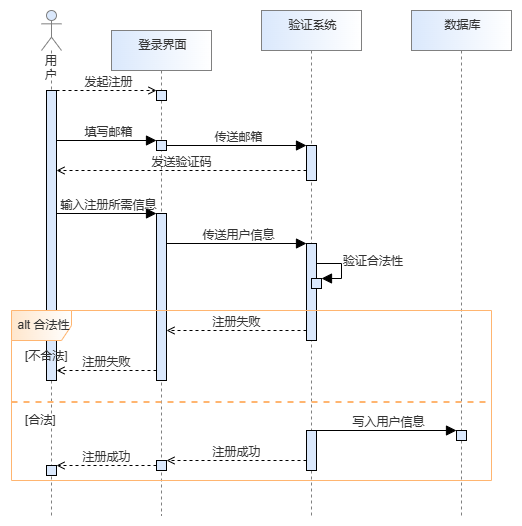 用
户
登录界面
验证系统
数据库
发起注册
填写邮箱
传送邮箱
发送验证码
输入注册所需信息
传送用户信息
验证合法性
alt 合法性
注册失败
[不合法]
注册失败
[合法]
写入用户信息
注册成功
注册成功